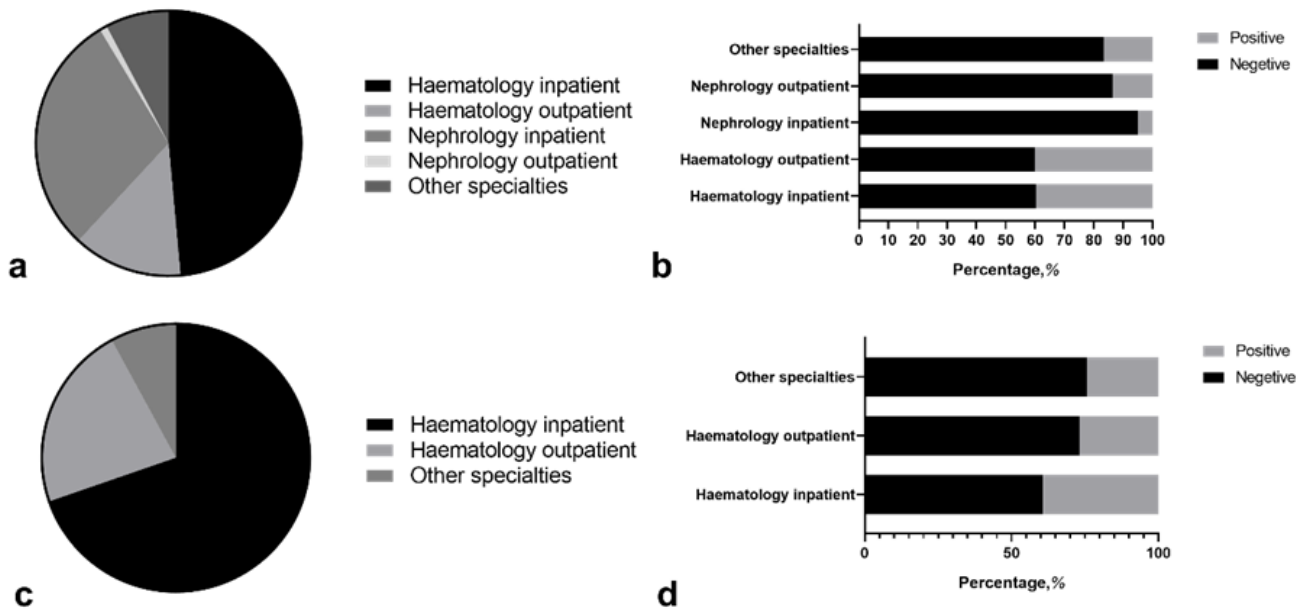 Haematology inpatient
Haematology outpatient
Nephrology inpatient
Nephrology outpatient
Other specialties
a
Positive
Negetive
Other specialties
Nephrology outpatient
Nephrology inpatient
Haematology outpatient
Haematology inpatient
0 10 20 30 40 50 60 70 80 90 100
Percentage,%
b
Haematology inpatient
Haematology outpatient
Other specialties
c
Positive
Negetive
Other specialties
Haematology outpatient
Haematology inpatient
0 50 100
Percentage,%
d